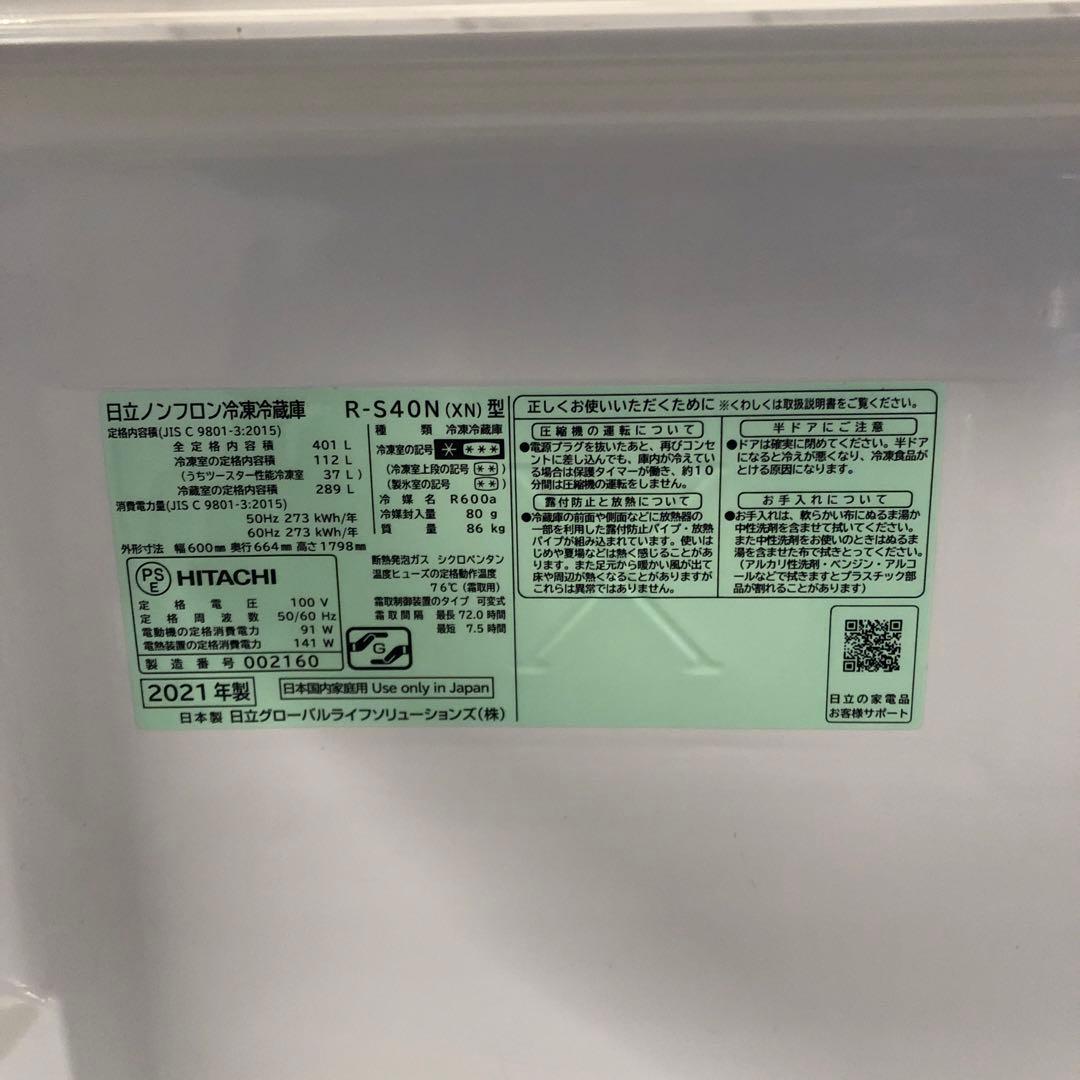 日立ノンフロン冷凍冷蔵庫 R-S40N(XN)型
定格内容積(JIS C 9801-3:2015)
全定格内容積 401 L
冷凍室の定格内容積 112 L
(うちツースター性能冷凍室 37 L)
冷蔵室の定格内容積 289 L
消費電力量(JIS C 9801-3:2015)
50Hz 273 kWh/年
60Hz 273 kWh/年
外形寸法 幅600mm 奥行664mm 高さ1798mm
種類 冷凍冷蔵庫
冷凍室の記号 * ***
(冷凍室上段の記号 **)
(製氷室の記号 **)
冷媒名 R600a
冷媒封入量 80 g
質量 86 kg
PSE HITACHI
定格電圧 100 V
定格周波数 50/60 Hz
電動機の定格消費電力 91 W
電熱装置の定格消費電力 141 W
製造番号 002160
断熱発泡ガス シクロペンタン
温度ヒューズの定格動作温度
76℃(霜取用)
霜取制御装置のタイプ 可変式
霜取間隔 最長 72.0 時間
最短 7.5 時間
G
2021年製
日本国内家庭用 Use only in Japan
日本製 日立グローバルライフソリューションズ(株)
正しくお使いいただくために ※くわしくは取扱説明書をご覧ください。
圧縮機の運転について
●電源プラグを抜いたあと、再びコンセ
ントに差し込んでも、庫内が冷えてい
る場合は保護タイマーが働き、約10
分間は圧縮機の運転をしません。
露付防止と放熱について
●冷蔵庫の前面や側面などに放熱器の
一部を利用した露付防止パイプ・放熱
パイプが組み込まれています。使いは
じめや夏場などは熱く感じることがあ
ります。また足元から暖かい風が出て
床や周辺が熱くなることがありますが
これらは異常ではありません。
半ドアにご注意
●ドアは確実に閉めてください。半ドア
になると冷えが悪くなり、冷凍食品が
とける原因になります。
お手入れについて
●お手入れは、軟らかい布にぬるま湯か
中性洗剤を含ませて拭いてください。
また中性洗剤をお使いのときはぬるま
湯を含ませた布で拭きとってください。
(アルカリ性洗剤・ベンジン・アルコ
ールなどで拭きますとプラスチック部
品が割れることがあります)
日立の家電品
お客様サポート